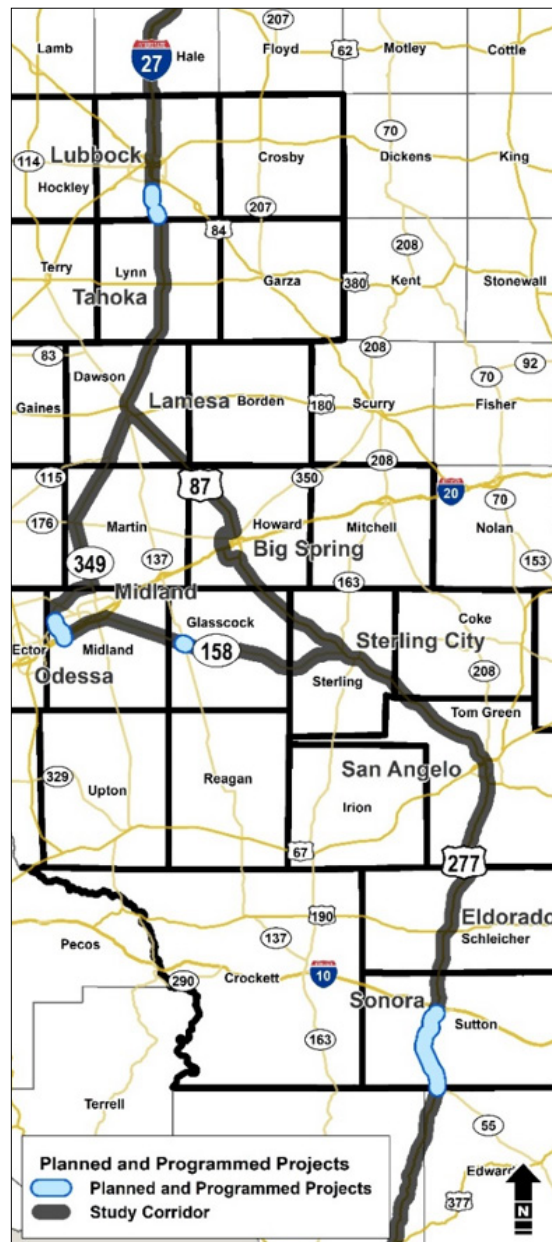 207
Lamb
Hale
Floyd
62
Motley
Cottle
27
70
Lubbock
114
Crosby
Dickens
King
Hockley
207
84
208
Terry
Lynn
Garza
380
Kent
Stonewall
Tahoka
208
83
92
Dawson
70
Gaines
Lamesa
Borden
180
Scurry
Fisher
208
115
87
350
20
70
176
Martin
Howard
Mitchell
Nolan
Big Spring
349
137
153
163
Midland
Glasscock
Coke
158
Sterling City
Ector
Midland
208
Odessa
Sterling
Tom Green
San Angelo
329
Upton
Reagan
Irion
67
277
Eldorado
190
Schleicher
Pecos
137
290
Crockett
10
Sonora
Sutton
163
Terrell
55
Planned and Programmed Projects
Edward
Planned and Programmed Projects
377
Study Corridor
N